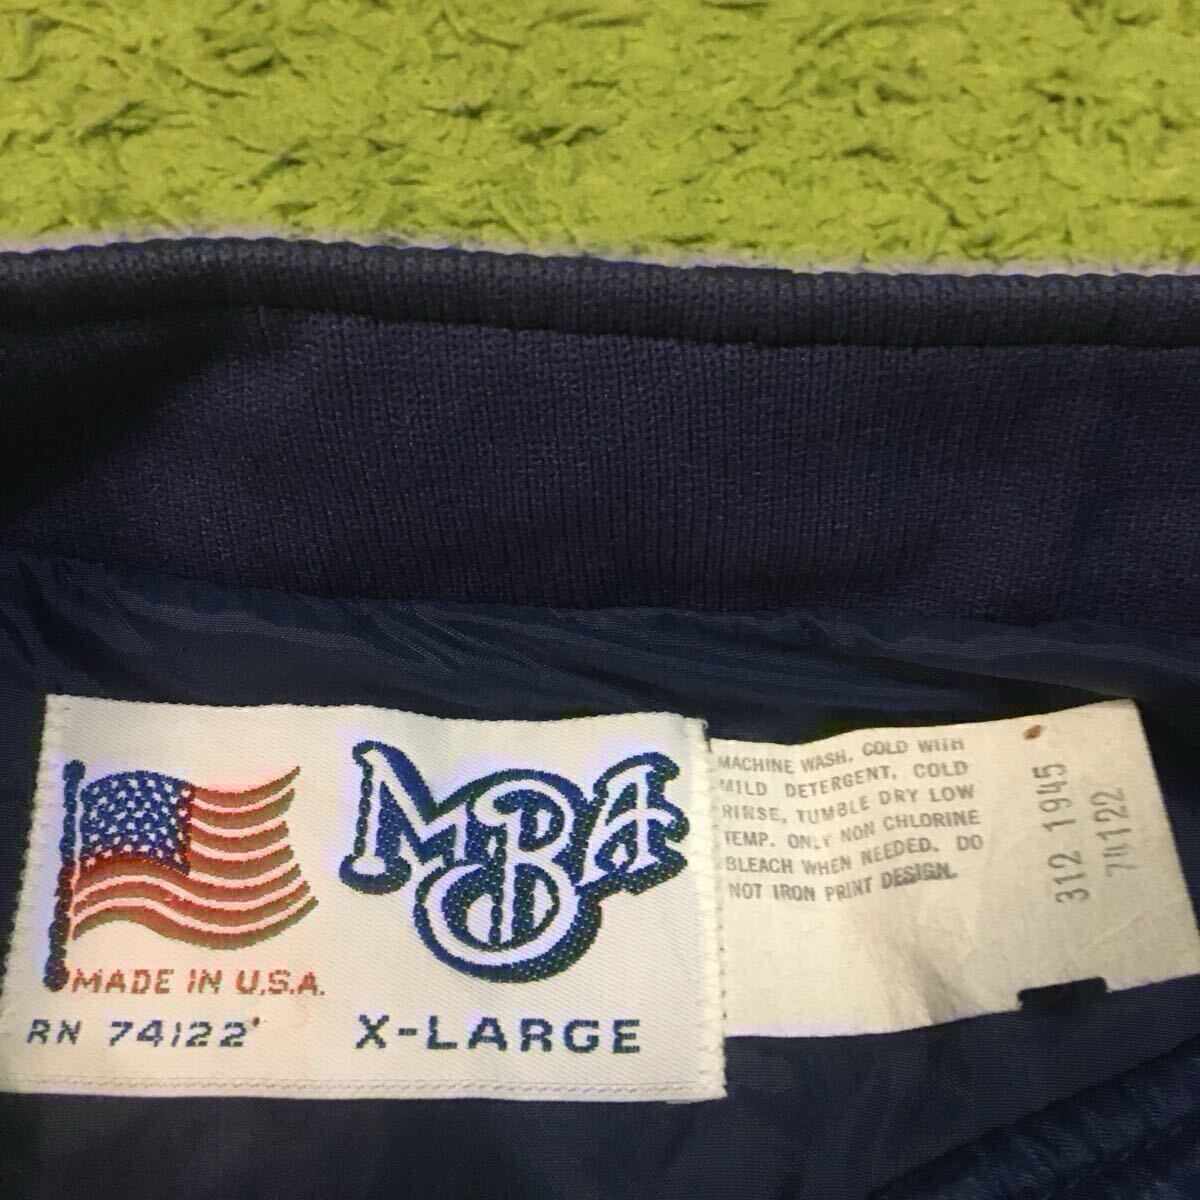 MBA
MADE IN U.S.A.
RN 74122
X-LARGE
MACHINE WASH, COLD WITH
MILD DETERGENT, COLD
RINSE, TUMBLE DRY LOW
TEMP. ONLY NON CHLORINE
BLEACH WHEN NEEDED. DO
NOT IRON PRINT DESIGN.
312 1945
74122